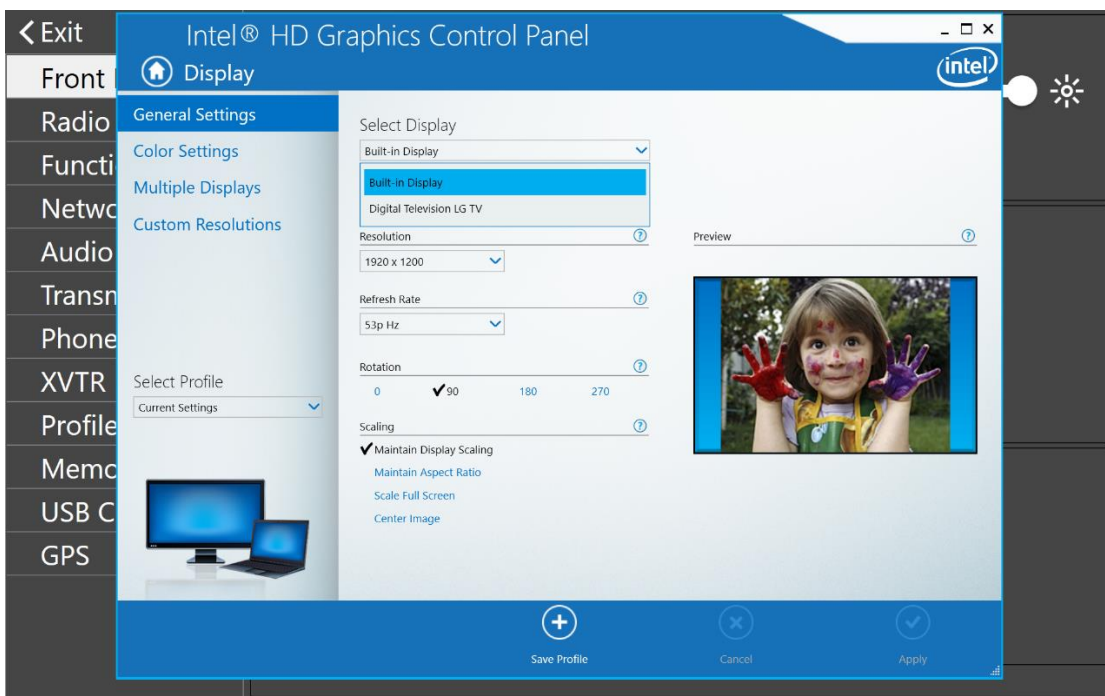 Exit
Front
Radio
Functi
Netwo
Audio
Transm
Phone
XVTR
Profile
Memo
USB C
GPS
Intel® HD Graphics Control Panel
Display
intel
General Settings
Color Settings
Multiple Displays
Custom Resolutions
Select Profile
Current Settings
Select Display
Built-in Display
Built-in Display
Digital Television LG TV
Resolution ?
1920 x 1200
Refresh Rate ?
53p Hz
Rotation ?
0 90 180 270
Scaling ?
Maintain Display Scaling
Maintain Aspect Ratio
Scale Full Screen
Center Image
Preview ?
Save Profile
Cancel
Apply